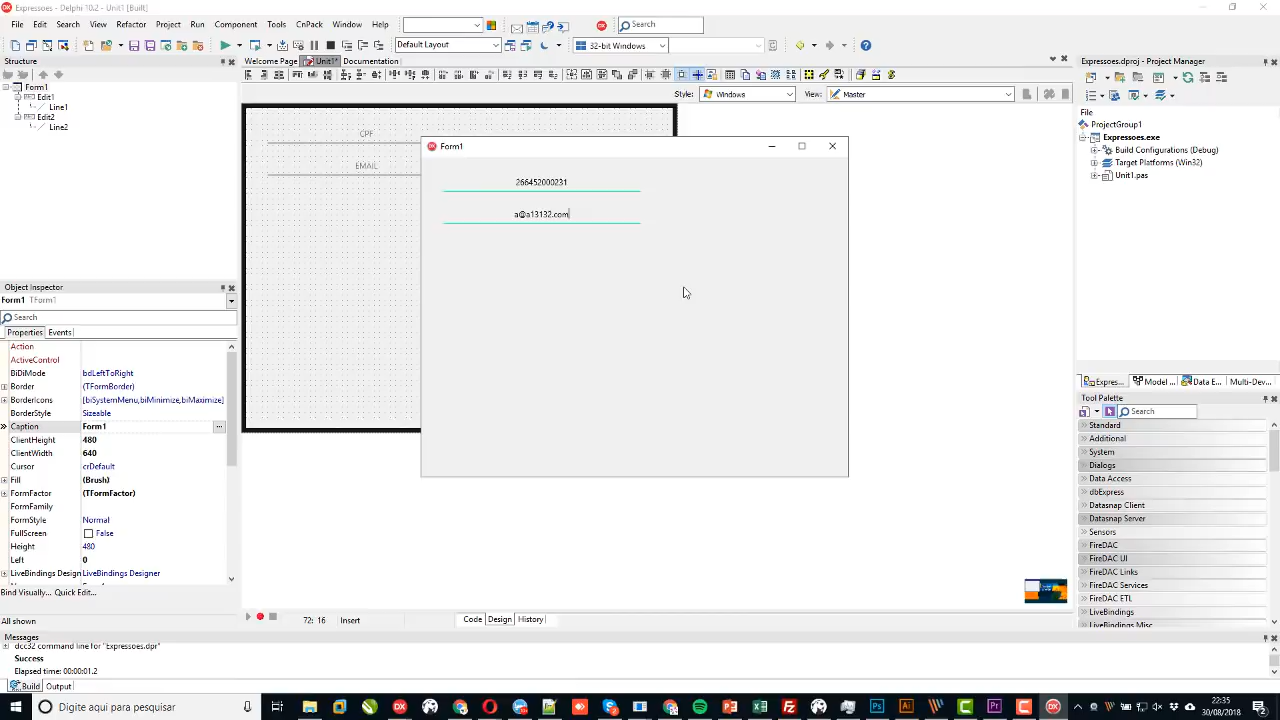 Expressoes - Delphi 10.2 - Unit1 [Built]
File Edit Search View Refactor Project Run Component Tools CnPack Window Help
Search
Default Layout
32-bit Windows
Structure
Form1
Edit1
Line1
Edit2
Line2
Welcome Page Unit1* Documentation
Style: Windows View: Master
CPF
EMAIL
Form1
266452000231
a@a13132.com
Object Inspector
Form1 TForm1
Search
Properties Events
Action
ActiveControl
BiDiMode bdLeftToRight
Border (TFormBorder)
BorderIcons [biSystemMenu,biMinimize,biMaximize]
BorderStyle Sizeable
Caption Form1
ClientHeight 480
ClientWidth 640
Cursor crDefault
Fill (Brush)
FormFactor (TFormFactor)
FormFamily
FormStyle Normal
FullScreen False
Height 480
Left 0
LiveBindings Design LiveBindings Designer
Bind Visually... Quick Edit...
All shown
72: 16 Insert
Code Design History
Expressoes.dproj - Project Manager
File
ProjectGroup1
Expressoes.exe
Build Configurations (Debug)
Target Platforms (Win32)
Unit1.pas
Expres... Model ... Data E... Multi-Dev...
Tool Palette
Search
Standard
Additional
System
Dialogs
Data Access
dbExpress
Datasnap Client
Datasnap Server
Sensors
FireDAC
FireDAC UI
FireDAC Links
FireDAC Services
FireDAC ETL
LiveBindings
LiveBindings Misc
Messages
dcc32 command line for "Expressoes.dpr"
Success
Elapsed time: 00:00:01.2
Build Output
Digite aqui para pesquisar
22:35
30/08/2018